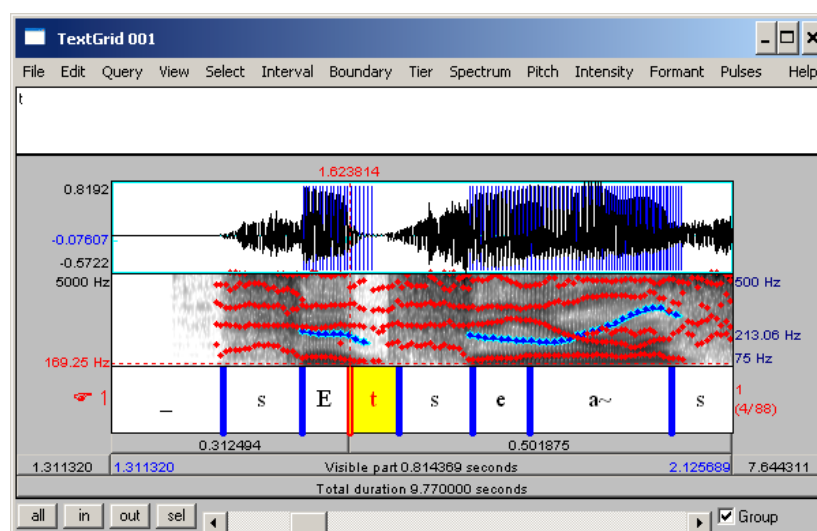 TextGrid 001
File Edit Query View Select Interval Boundary Tier Spectrum Pitch Intensity Formant Pulses Help
t
1.623814
0.8192
-0.07607
-0.5722
5000 Hz
500 Hz
213.06 Hz
169.25 Hz
75 Hz
1
_ s E t s e a~ s
1
(4/88)
0.312494 0.501875
1.311320 1.311320 Visible part 0.814369 seconds 2.125689 7.644311
Total duration 9.770000 seconds
all in out sel Group